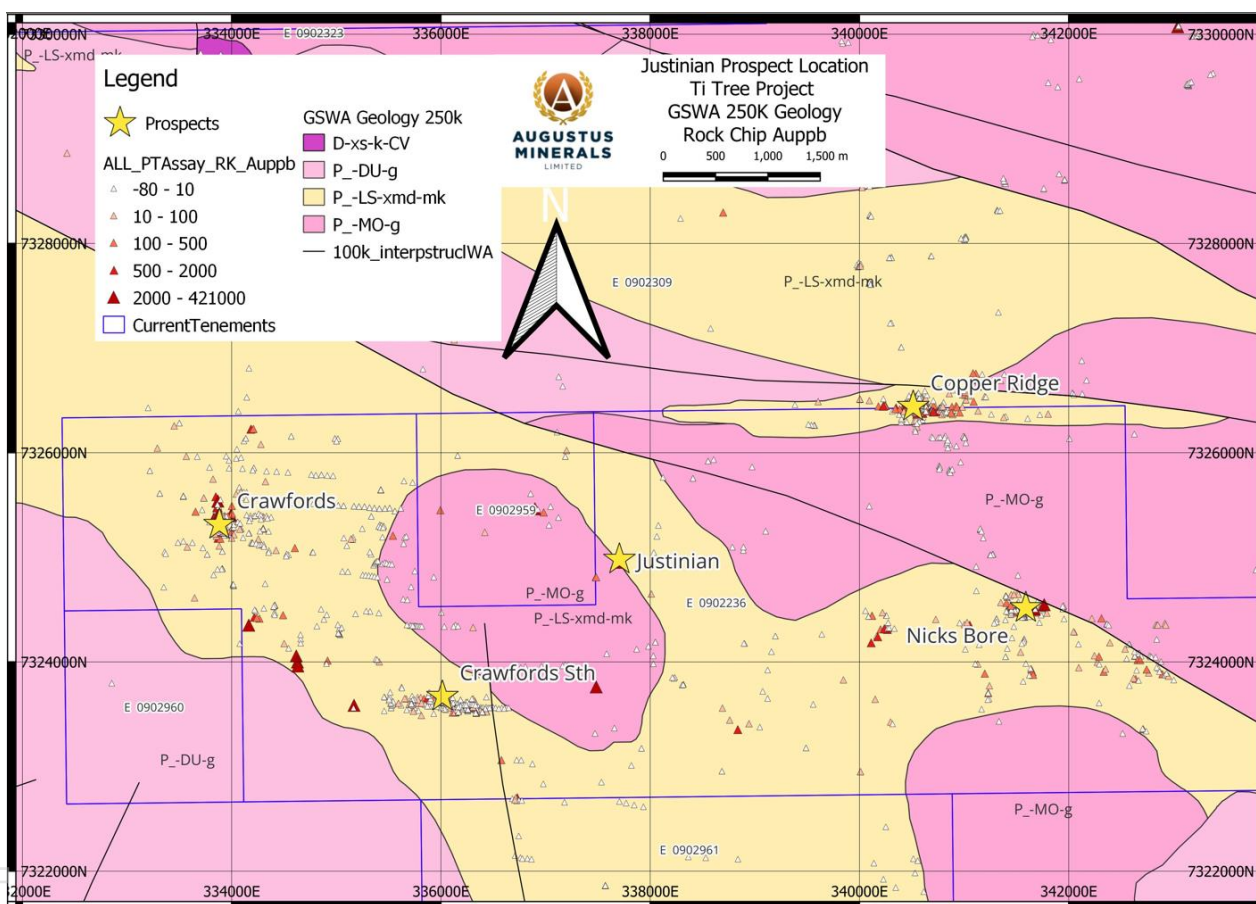 20000E
334000E
336000E
338000E
340000E
342000E
7330000N
7330000N
E 0902323
P_-LS-xmd-mk
Legend
Prospects
ALL_PTAssay_RK_Auppb
-80 - 10
10 - 100
100 - 500
500 - 2000
2000 - 421000
CurrentTenements
GSWA Geology 250k
D-xs-k-CV
P_-DU-g
P_-LS-xmd-mk
P_-MO-g
100k_interpstruclWA
A
AUGUSTUS
MINERALS
LIMITED
Justinian Prospect Location
Ti Tree Project
GSWA 250K Geology
Rock Chip Auppb
0 500 1,000 1,500 m
N
7328000N
7328000N
E 0902309
P_-LS-xmd-mk
Copper Ridge
7326000N
7326000N
Crawfords
E 0902959
P_-MO-g
Justinian
P_-MO-g
P_-LS-xmd-mk
E 0902236
Nicks Bore
7324000N
7324000N
Crawfords Sth
E 0902960
P_-DU-g
P_-MO-g
E 0902961
7322000N
7322000N
32000E
334000E
336000E
338000E
340000E
342000E